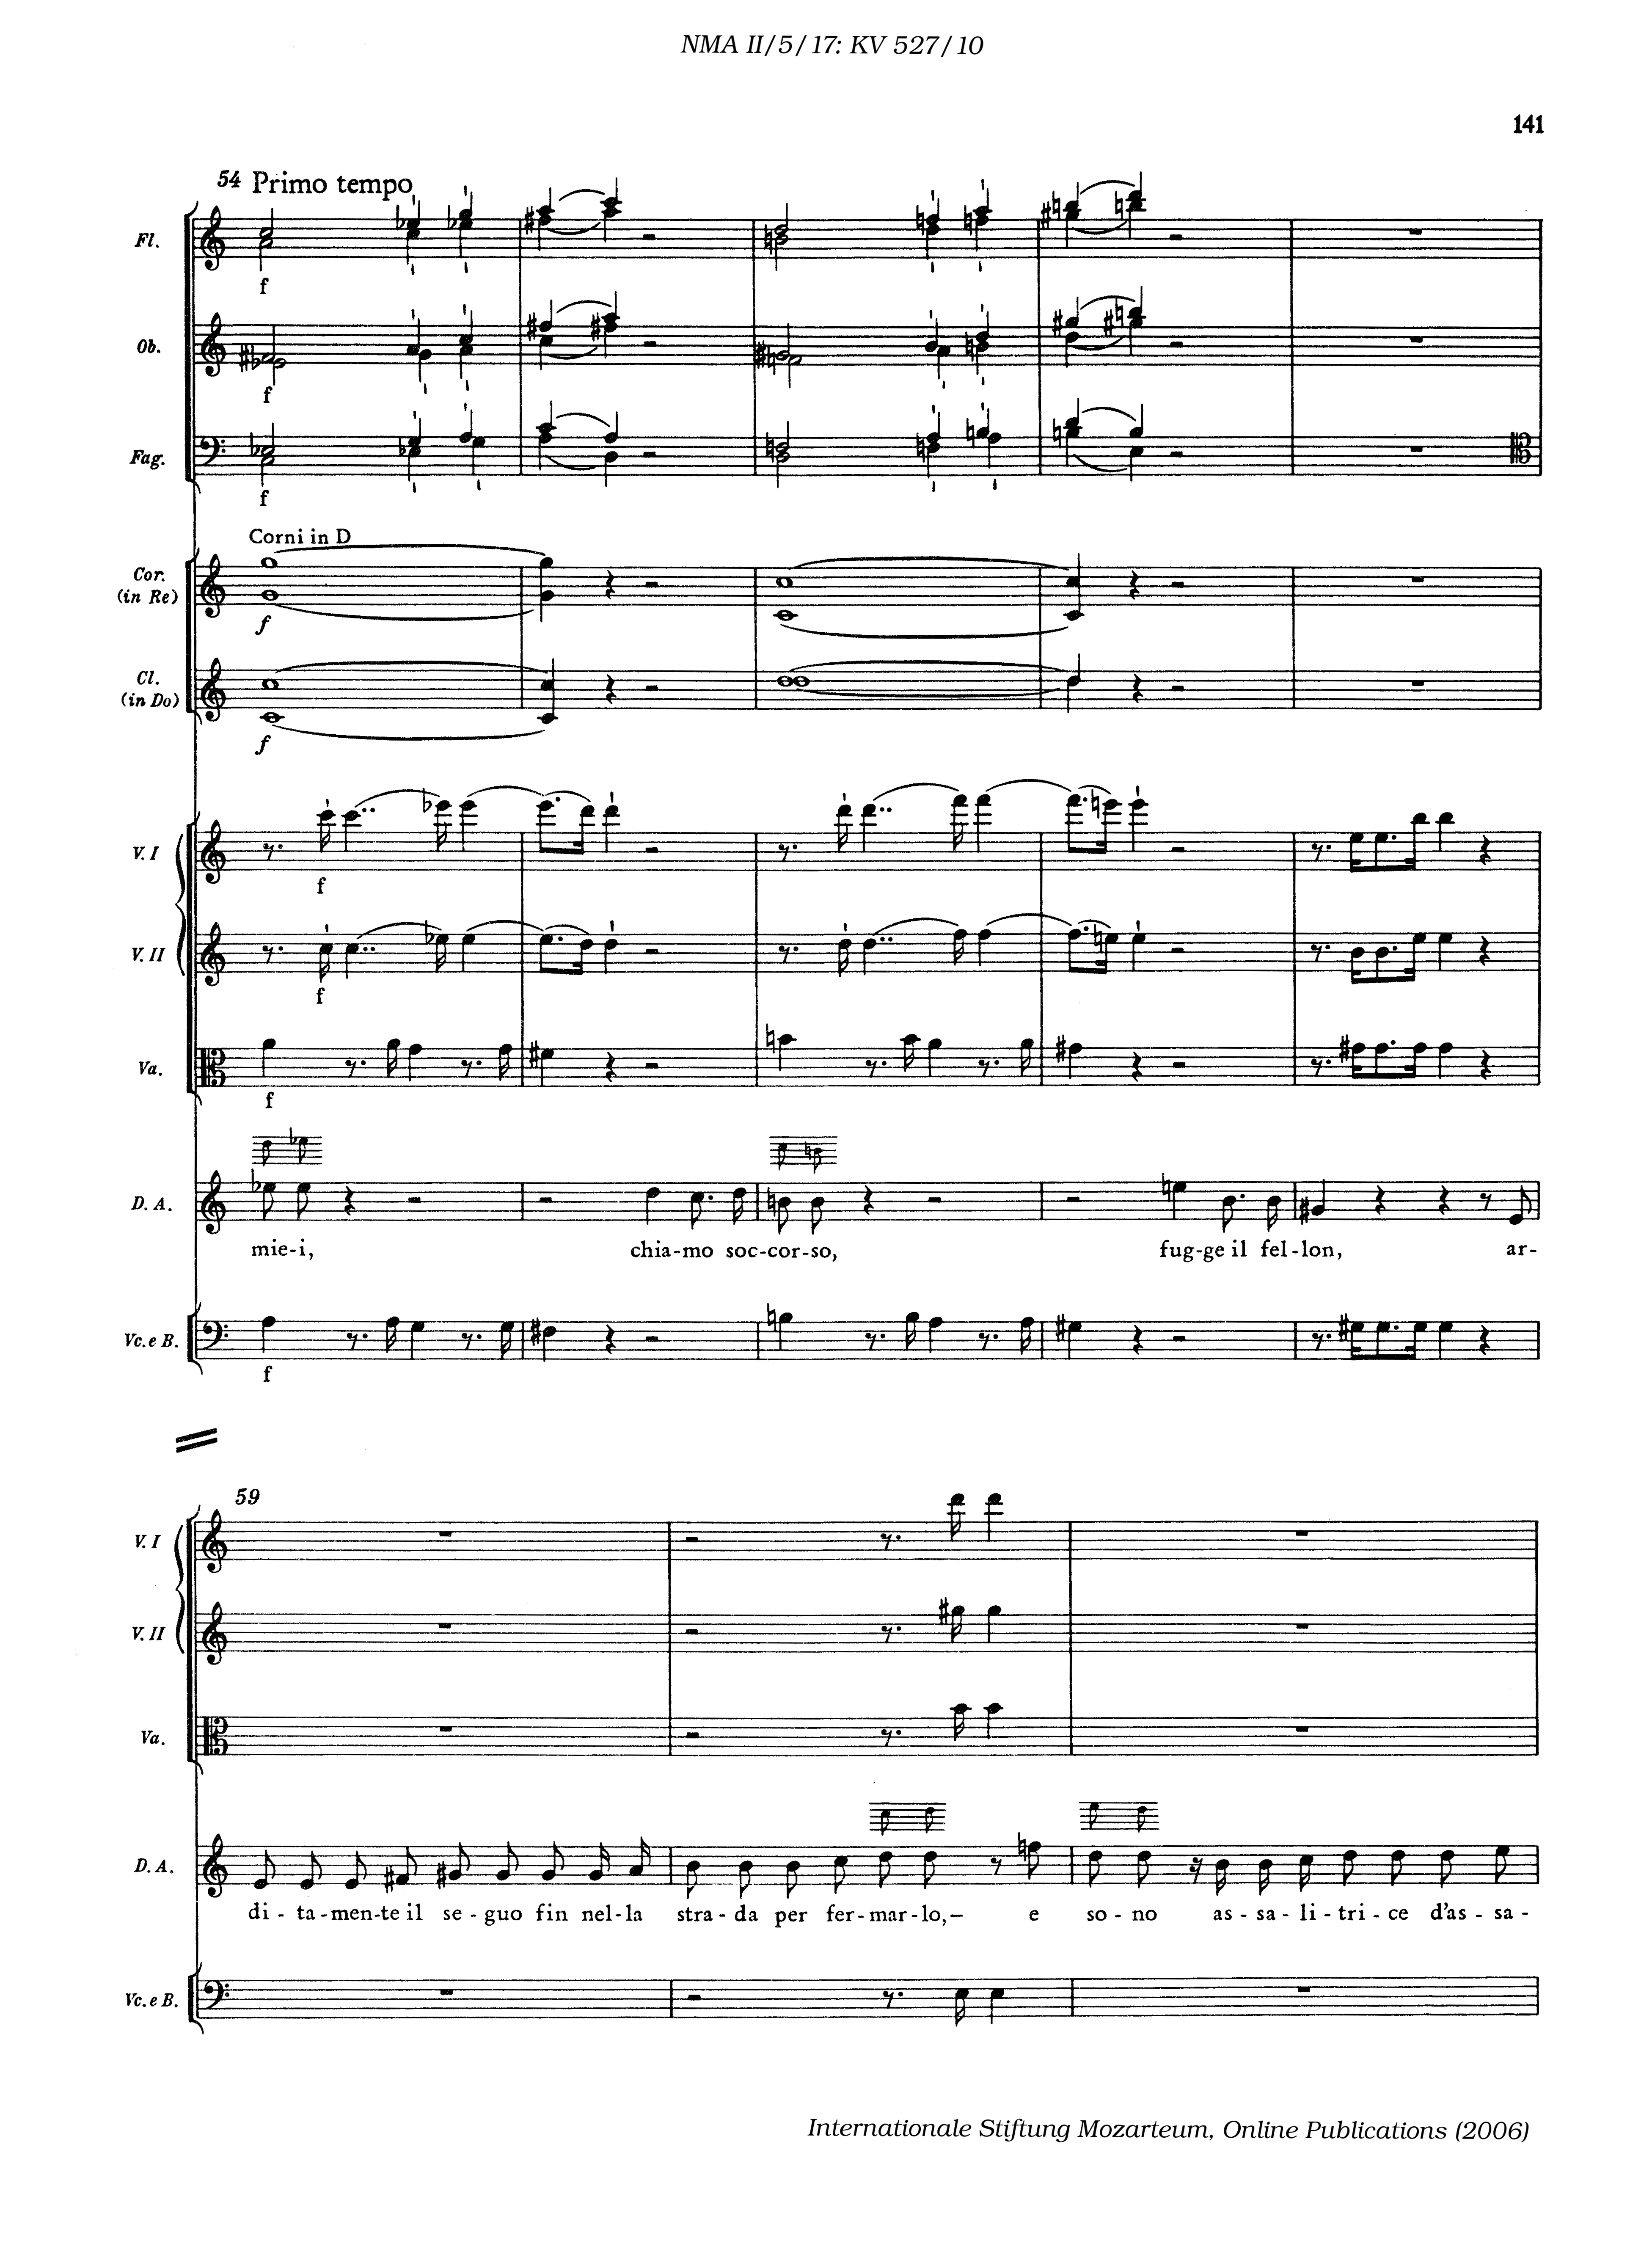 NMA II/5/17: KV 527/10
141
54 Primo tempo
Fl.
f
Ob.
f
Fag.
f
Corni in D
Cor.
(in Re)
f
Cl.
(in Do)
f
V. I
f
V. II
f
Va.
f
D. A.
mie-i, chia-mo soc-cor-so, fug-ge il fel-lon, ar-
Vc. e B.
f
59
V. I
V. II
Va.
D. A.
di - ta-men-te il se - guo fin nel-la stra - da per fer-mar-lo,— e so - no as - sa - li - tri - ce d'as - sa -
Vc. e B.
Internationale Stiftung Mozarteum, Online Publications (2006)